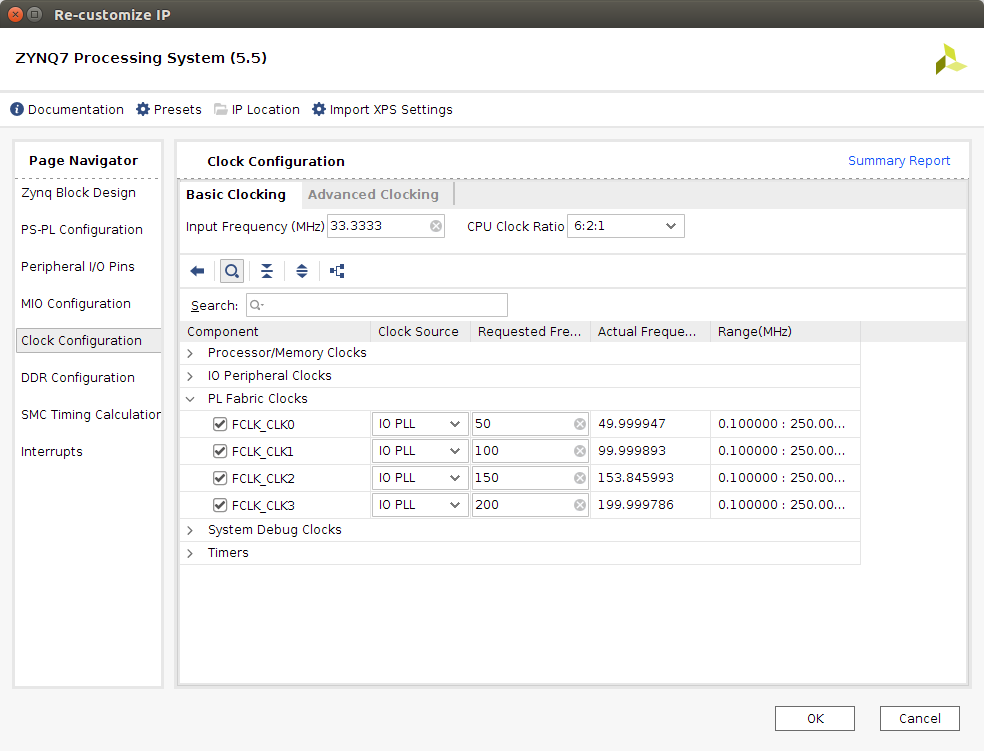 Re-customize IP
ZYNQ7 Processing System (5.5)
Documentation Presets IP Location Import XPS Settings
Page Navigator
Zynq Block Design
PS-PL Configuration
Peripheral I/O Pins
MIO Configuration
Clock Configuration
DDR Configuration
SMC Timing Calculation
Interrupts
Clock Configuration Summary Report
Basic Clocking Advanced Clocking
Input Frequency (MHz) 33.3333 CPU Clock Ratio 6:2:1
Search:
Component Clock Source Requested Fre... Actual Freque... Range(MHz)
Processor/Memory Clocks
IO Peripheral Clocks
PL Fabric Clocks
FCLK_CLK0 IO PLL 50 49.999947 0.100000 : 250.00...
FCLK_CLK1 IO PLL 100 99.999893 0.100000 : 250.00...
FCLK_CLK2 IO PLL 150 153.845993 0.100000 : 250.00...
FCLK_CLK3 IO PLL 200 199.999786 0.100000 : 250.00...
System Debug Clocks
Timers
OK Cancel